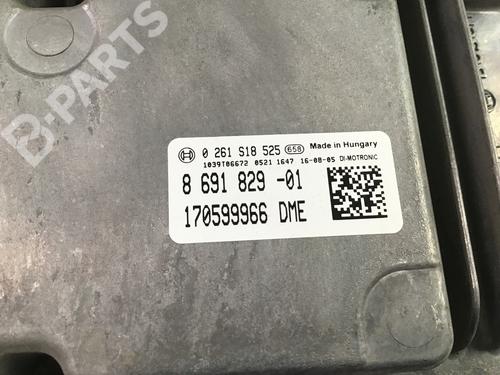 B-PARTS
0 261 S18 525 658 Made in Hungary
1039T06672 0521 1647 16-08-05 DI-MOTRONIC
8 691 829 -01
170599966 DME